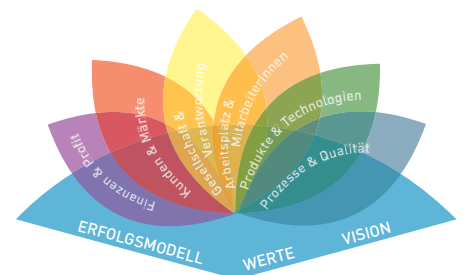 Finanzen & Profit
Kunden & Märkte
Gesellschaft &
Verantwortung
Arbeitsplatz &
MitarbeiterInnen
Produkte & Technologien
Prozesse & Qualität
ERFOLGSMODELL
WERTE
VISION